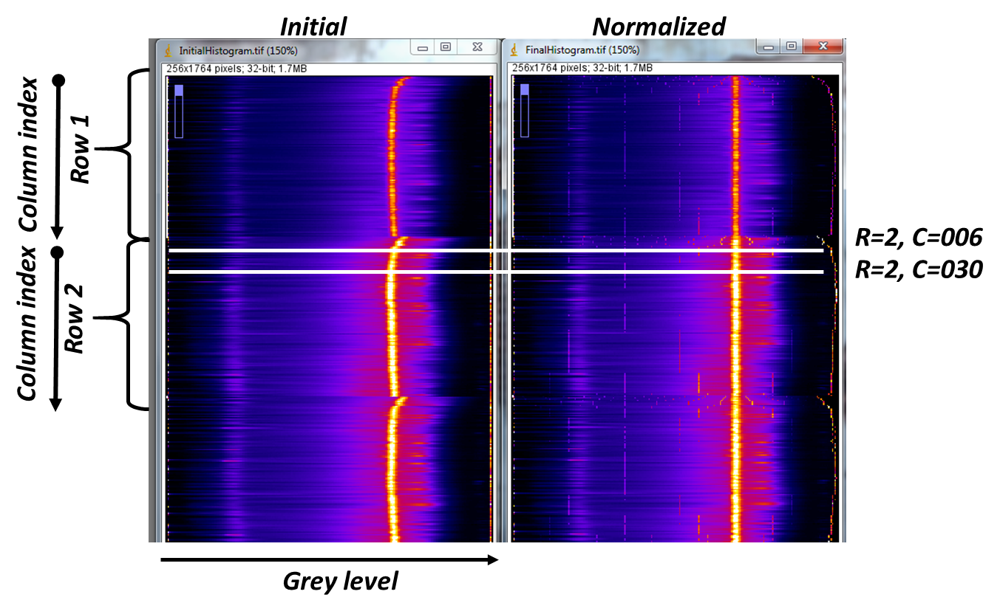 Initial
Normalized
InitialHistogram.tif (150%)
FinalHistogram.tif (150%)
256x1764 pixels; 32-bit; 1.7MB
256x1764 pixels; 32-bit; 1.7MB
Column index
Row 1
Column index
Row 2
R=2, C=006
R=2, C=030
Grey level